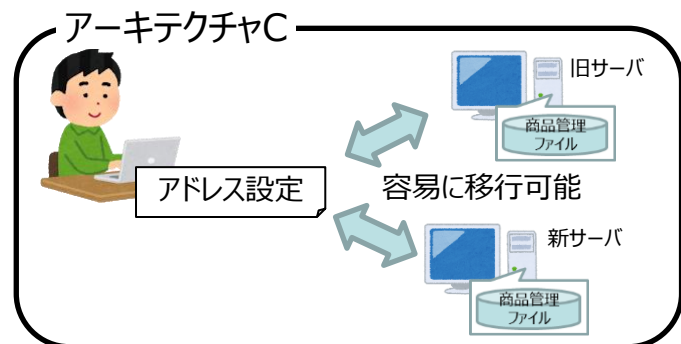 アーキテクチャC
旧サーバ
商品管理
ファイル
アドレス設定
容易に移行可能
新サーバ
商品管理
ファイル